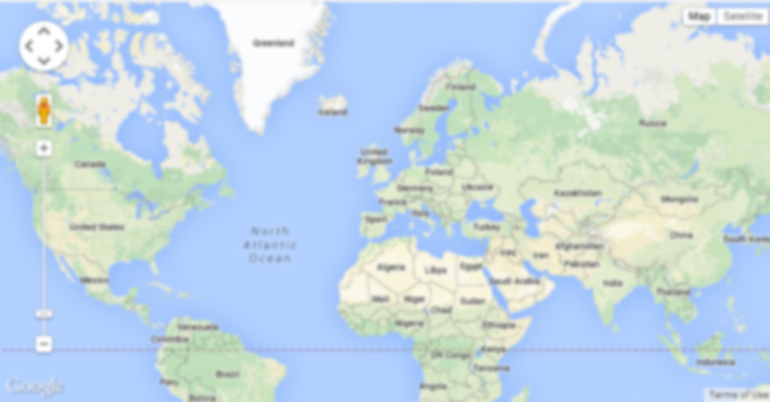 Map
Satellite
Greenland
Iceland
Finland
Sweden
Norway
Russia
United
Kingdom
Canada
Poland
Germany
Ukraine
Kazakhstan
France
Mongolia
Italy
Spain
Turkey
United States
China
South Korea
North
Atlantic
Ocean
Iraq
Iran
Afghanistan
Pakistan
Algeria
Libya
Egypt
Saudi Arabia
India
Mexico
Mali
Niger
Chad
Sudan
Thailand
Nigeria
Ethiopia
Venezuela
Colombia
DR Congo
Kenya
Tanzania
Indonesia
Brazil
Peru
Angola
Bolivia
Google
Terms of Use